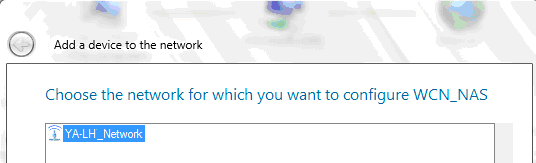 Add a device to the network
Choose the network for which you want to configure WCN_NAS
YA-LH_Network